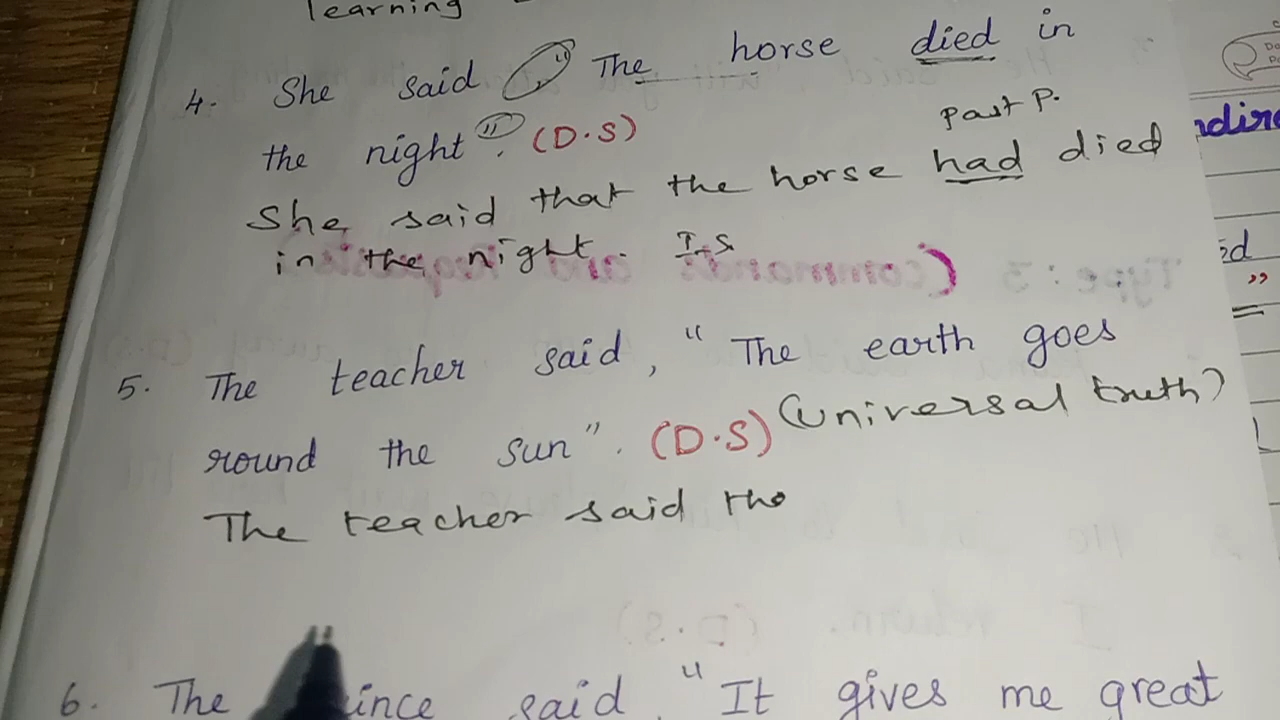 learning
4. She said " The horse died in
past P.
the night ". (D.S)
She said that the horse had died
in the night. I.S
5. The teacher said, " The earth goes
round the sun ". (D.S) (universal truth)
The teacher said tha
6. The said, " It gives me great